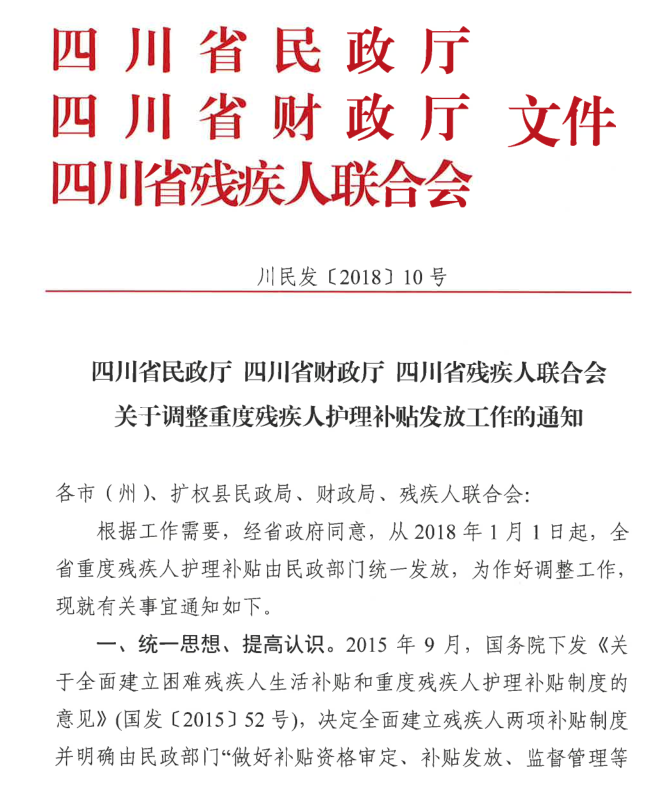 四川省民政厅
四川省财政厅 文件
四川省残疾人联合会
川民发〔2018〕10号
四川省民政厅 四川省财政厅 四川省残疾人联合会
关于调整重度残疾人护理补贴发放工作的通知
各市（州）、扩权县民政局、财政局、残疾人联合会：
根据工作需要，经省政府同意，从2018年1月1日起，全
省重度残疾人护理补贴由民政部门统一发放，为作好调整工作，
现就有关事宜通知如下。
一、统一思想、提高认识。2015年9月，国务院下发《关
于全面建立困难残疾人生活补贴和重度残疾人护理补贴制度的
意见》(国发〔2015〕52号)，决定全面建立残疾人两项补贴制度
并明确由民政部门“做好补贴资格审定、补贴发放、监督管理等